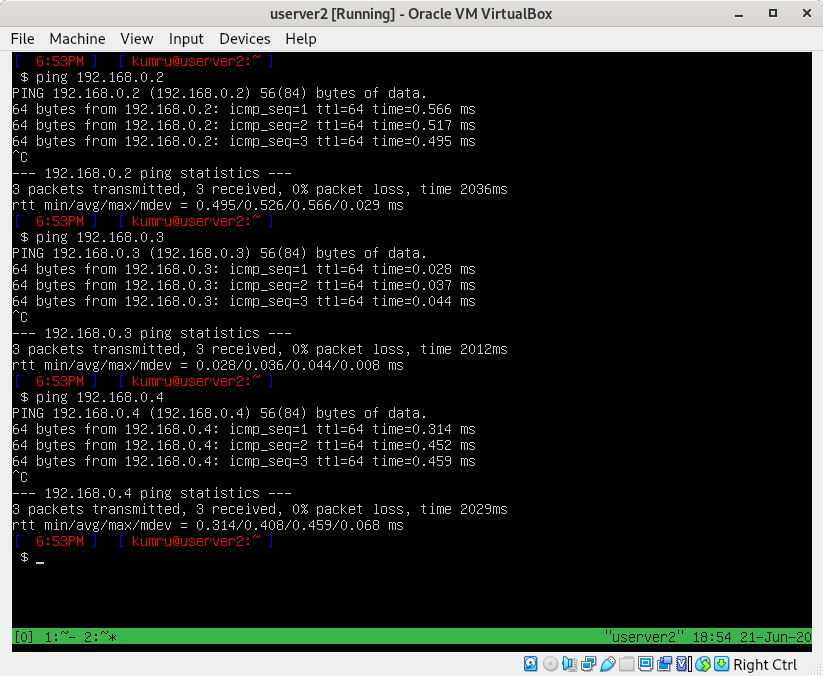 userver2 [Running] - Oracle VM VirtualBox
File Machine View Input Devices Help
[ 6:53PM ] [ kumru@userver2:~ ]
$ ping 192.168.0.2
PING 192.168.0.2 (192.168.0.2) 56(84) bytes of data.
64 bytes from 192.168.0.2: icmp_seq=1 ttl=64 time=0.566 ms
64 bytes from 192.168.0.2: icmp_seq=2 ttl=64 time=0.517 ms
64 bytes from 192.168.0.2: icmp_seq=3 ttl=64 time=0.495 ms
^C
--- 192.168.0.2 ping statistics ---
3 packets transmitted, 3 received, 0% packet loss, time 2036ms
rtt min/avg/max/mdev = 0.495/0.526/0.566/0.029 ms
[ 6:53PM ] [ kumru@userver2:~ ]
$ ping 192.168.0.3
PING 192.168.0.3 (192.168.0.3) 56(84) bytes of data.
64 bytes from 192.168.0.3: icmp_seq=1 ttl=64 time=0.028 ms
64 bytes from 192.168.0.3: icmp_seq=2 ttl=64 time=0.037 ms
64 bytes from 192.168.0.3: icmp_seq=3 ttl=64 time=0.044 ms
^C
--- 192.168.0.3 ping statistics ---
3 packets transmitted, 3 received, 0% packet loss, time 2012ms
rtt min/avg/max/mdev = 0.028/0.036/0.044/0.008 ms
[ 6:53PM ] [ kumru@userver2:~ ]
$ ping 192.168.0.4
PING 192.168.0.4 (192.168.0.4) 56(84) bytes of data.
64 bytes from 192.168.0.4: icmp_seq=1 ttl=64 time=0.314 ms
64 bytes from 192.168.0.4: icmp_seq=2 ttl=64 time=0.452 ms
64 bytes from 192.168.0.4: icmp_seq=3 ttl=64 time=0.459 ms
^C
--- 192.168.0.4 ping statistics ---
3 packets transmitted, 3 received, 0% packet loss, time 2029ms
rtt min/avg/max/mdev = 0.314/0.408/0.459/0.068 ms
[ 6:53PM ] [ kumru@userver2:~ ]
$ _
[0] 1:~- 2:~* "userver2" 18:54 21-Jun-20
Right Ctrl